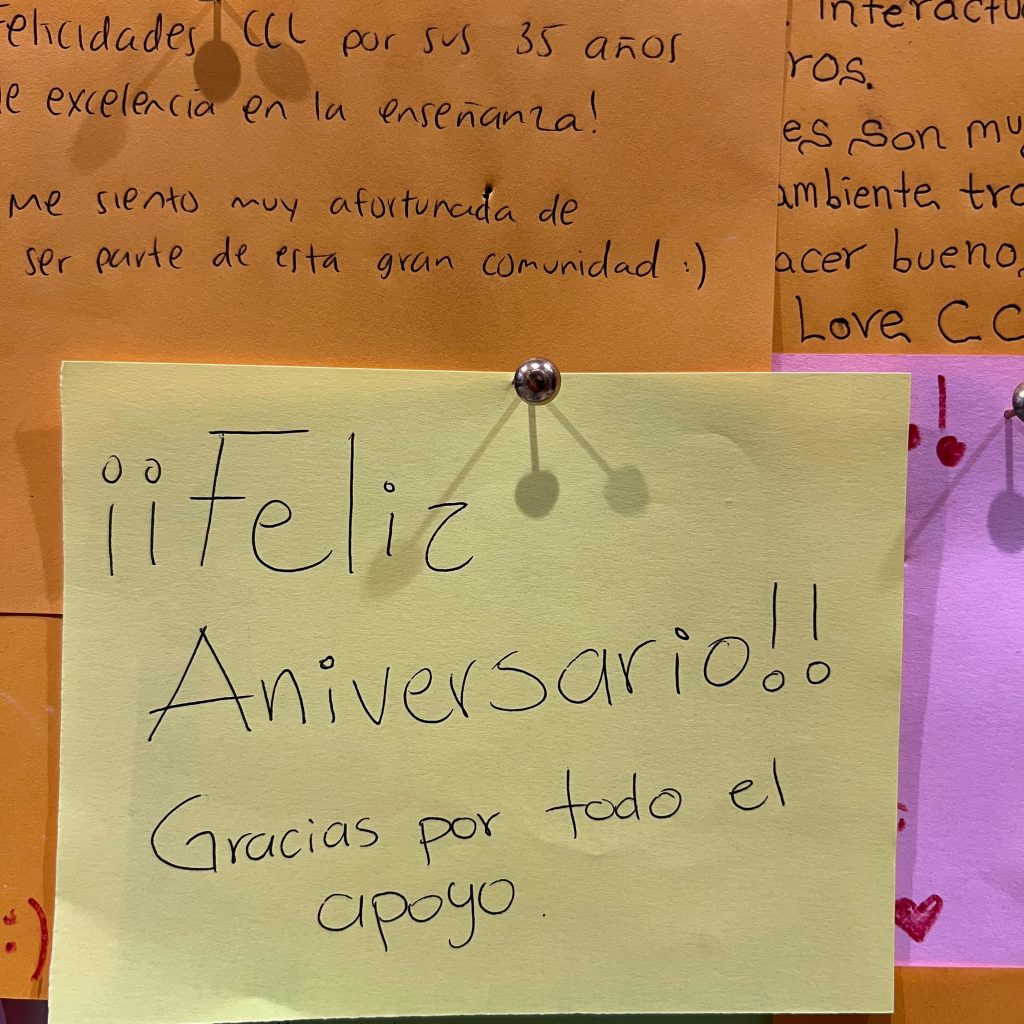 Felicidades CCL por sus 35 años
de excelencia en la enseñanza!
Me siento muy afortunada de
ser parte de esta gran comunidad :)
. Interactu
ros.
es son mu
ambiente tra
acer bueno
Love CC
¡¡Feliz
Aniversario!!
Gracias por todo el
apoyo.
!
:)